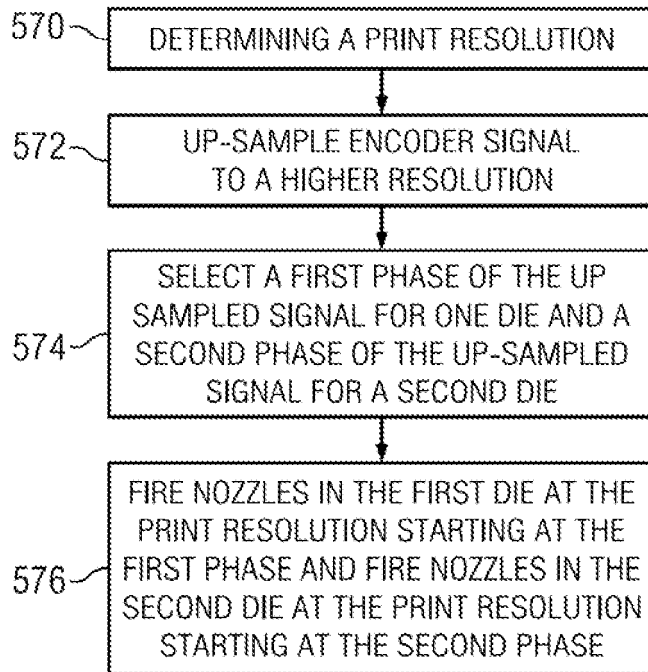 570
DETERMINING A PRINT RESOLUTION
572
UP-SAMPLE ENCODER SIGNAL
TO A HIGHER RESOLUTION
574
SELECT A FIRST PHASE OF THE UP
SAMPLED SIGNAL FOR ONE DIE AND A
SECOND PHASE OF THE UP-SAMPLED
SIGNAL FOR A SECOND DIE
576
FIRE NOZZLES IN THE FIRST DIE AT THE
PRINT RESOLUTION STARTING AT THE
FIRST PHASE AND FIRE NOZZLES IN THE
SECOND DIE AT THE PRINT RESOLUTION
STARTING AT THE SECOND PHASE